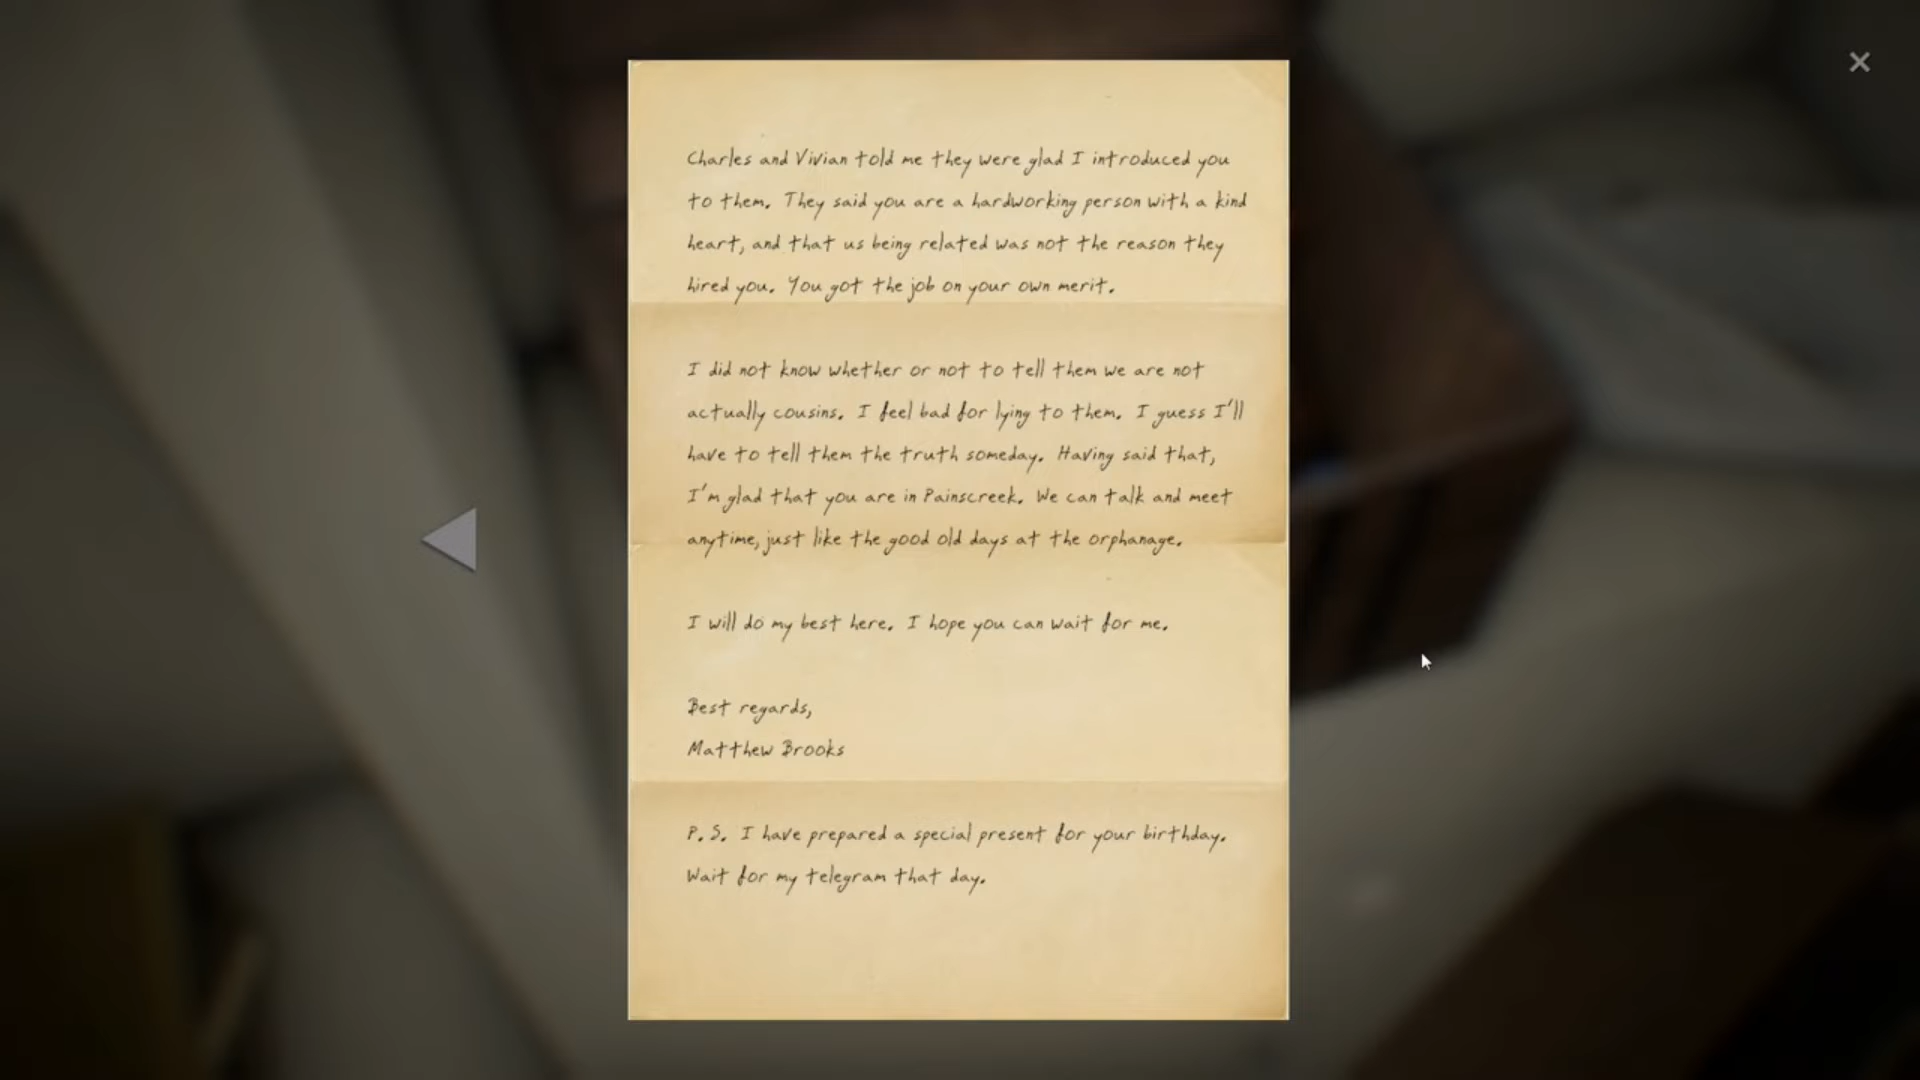 Charles and Vivian told me they were glad I introduced you
to them. They said you are a hardworking person with a kind
heart, and that us being related was not the reason they
hired you. You got the job on your own merit.
I did not know whether or not to tell them we are not
actually cousins. I feel bad for lying to them. I guess I'll
have to tell them the truth someday. Having said that,
I'm glad that you are in Painscreek. We can talk and meet
anytime, just like the good old days at the orphanage.
I will do my best here. I hope you can wait for me.
Best regards,
Matthew Brooks
P. S. I have prepared a special present for your birthday.
Wait for my telegram that day.